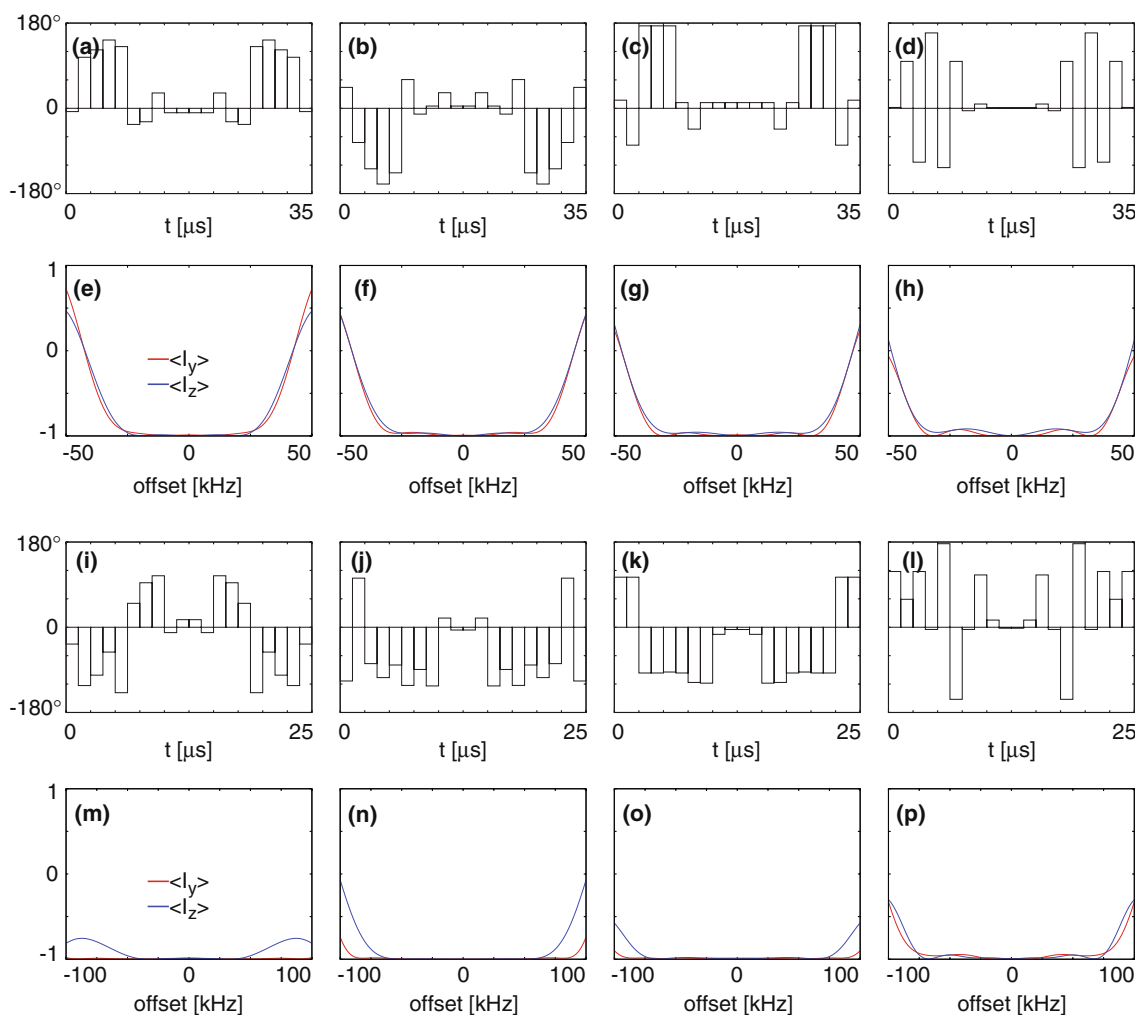 180° (a) (b) (c) (d)
0
-180°
0 35 0 35 0 35 0 35
t [μs] t [μs] t [μs] t [μs]
1 (e) (f) (g) (h)
0 <I_y>
<I_z>
-1
-50 0 50 -50 0 50 -50 0 50 -50 0 50
offset [kHz] offset [kHz] offset [kHz] offset [kHz]
180° (i) (j) (k) (l)
0
-180°
0 25 0 25 0 25 0 25
t [μs] t [μs] t [μs] t [μs]
1 (m) (n) (o) (p)
0 <I_y>
<I_z>
-1
-100 0 100 -100 0 100 -100 0 100 -100 0 100
offset [kHz] offset [kHz] offset [kHz] offset [kHz]